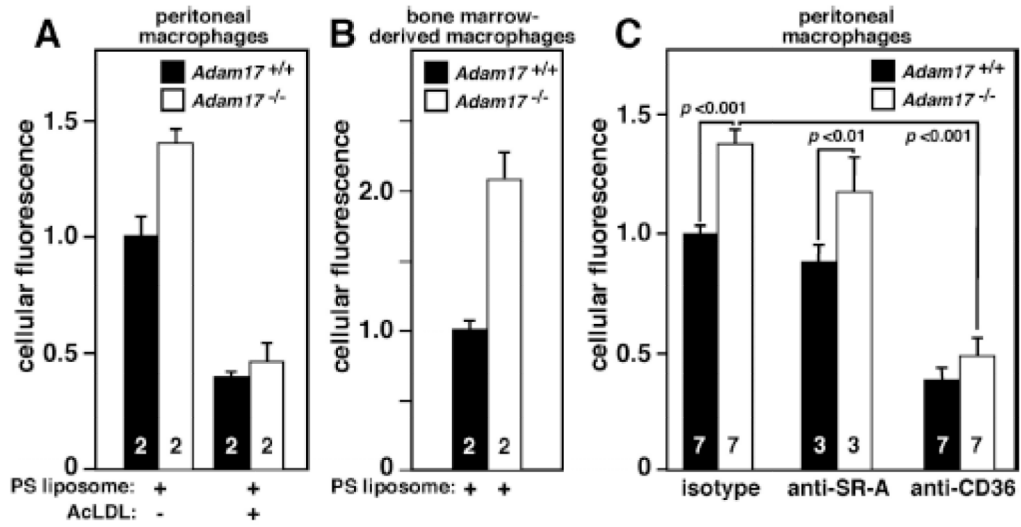 A
peritoneal
macrophages
Adam17 +/+
Adam17 -/-
cellular fluorescence
1.5
1.0
0.5
0
2 2 2 2
PS liposome: + +
AcLDL: - +
B
bone marrow-
derived macrophages
Adam17 +/+
Adam17 -/-
cellular fluorescence
2.0
1.0
0
2 2
PS liposome: + +
C
peritoneal
macrophages
Adam17 +/+
Adam17 -/-
cellular fluorescence
1.5
1.0
0.5
0
p <0.001
p <0.01
p <0.001
7 7 3 3 7 7
isotype anti-SR-A anti-CD36